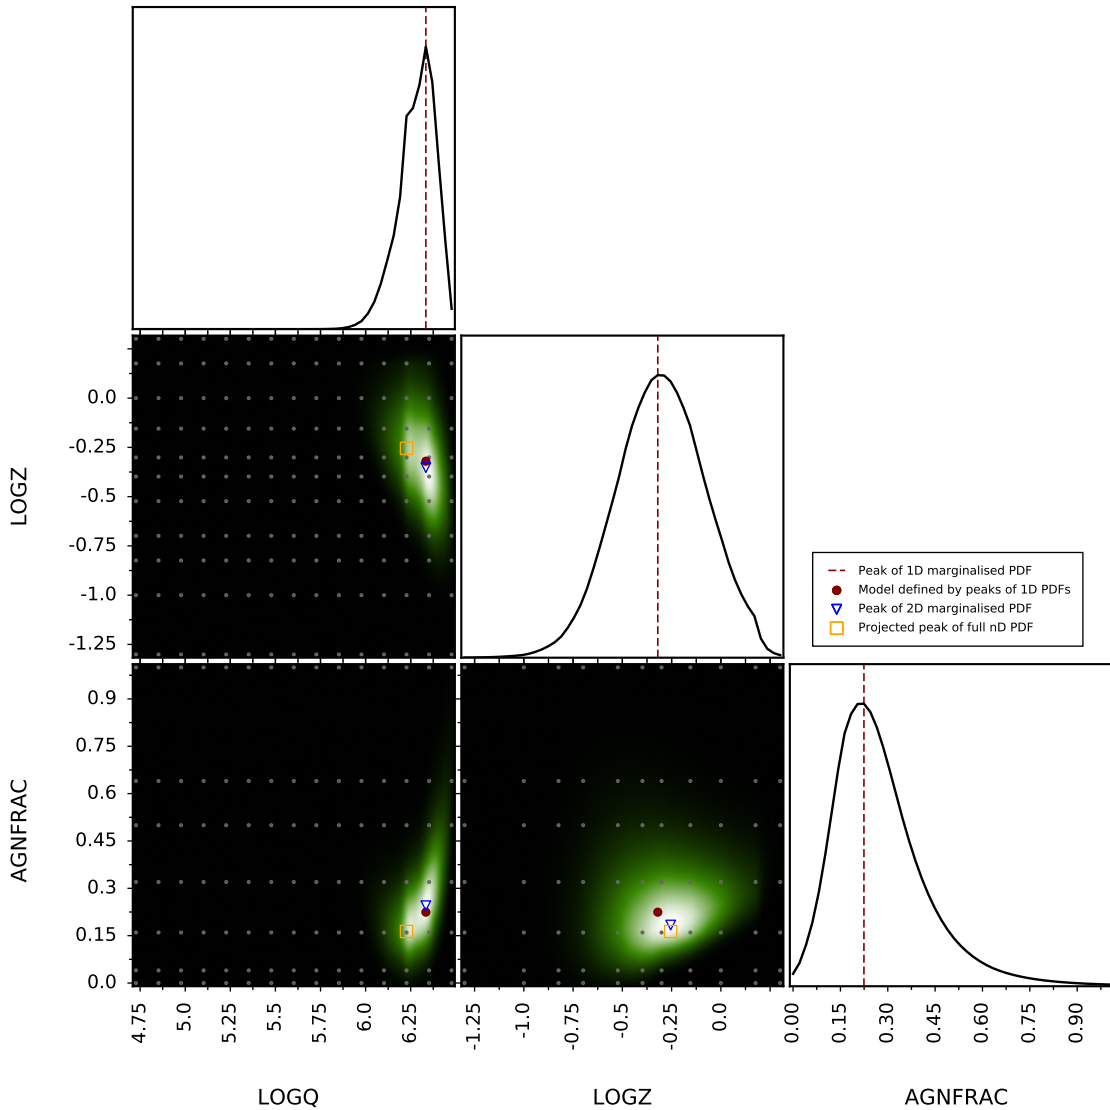 0.0
-0.25
-0.5
-0.75
-1.0
-1.25
LOGZ
Peak of 1D marginalised PDF
Model defined by peaks of 1D PDFs
Peak of 2D marginalised PDF
Projected peak of full nD PDF
0.9
0.75
0.6
0.45
0.3
0.15
0.0
AGNFRAC
4.75 5.0 5.25 5.5 5.75 6.0 6.25
-1.25 -1.0 -0.75 -0.5 -0.25 0.0
0.00 0.15 0.30 0.45 0.60 0.75 0.90
LOGQ
LOGZ
AGNFRAC